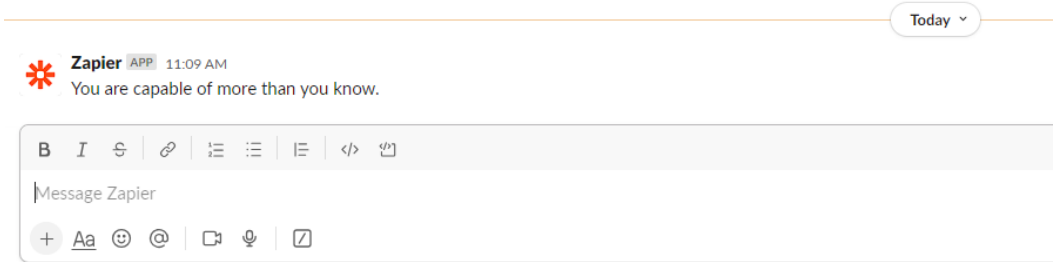 Today
Zapier APP 11:09 AM
You are capable of more than you know.
B I S
Message Zapier
Aa